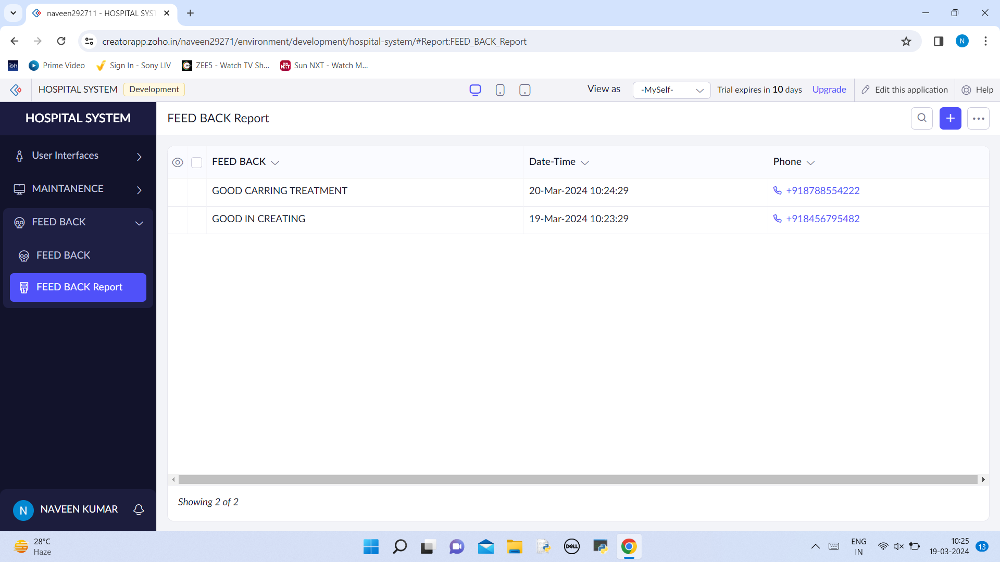 naveen292711 - HOSPITAL SYS
creatorapp.zoho.in/naveen29271/environment/development/hospital-system/#Report:FEED_BACK_Report
N
Dh
Prime Video
Sign In - Sony LIV
ZEE5 - Watch TV Sh...
SUN NXT
Sun NXT - Watch M...
HOSPITAL SYSTEM
Development
View as
-MySelf-
Trial expires in 10 days
Upgrade
Edit this application
Help
HOSPITAL SYSTEM
FEED BACK Report
User Interfaces
MAINTANENCE
FEED BACK
FEED BACK
FEED BACK Report
FEED BACK Date-Time Phone
GOOD CARRING TREATMENT 20-Mar-2024 10:24:29 +918788554222
GOOD IN CREATING 19-Mar-2024 10:23:29 +918456795482
Showing 2 of 2
N NAVEEN KUMAR
28°C
Haze
DELL
ENG
IN
10:25
19-03-2024
13